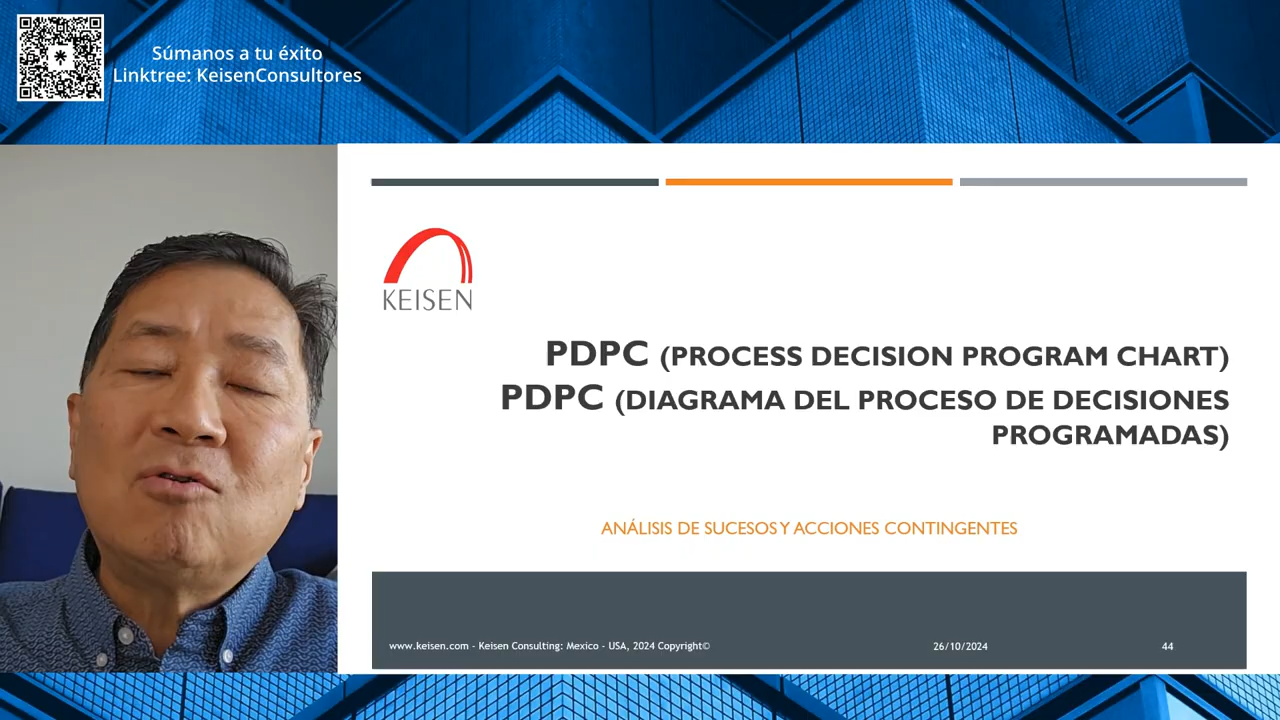 Súmanos a tu éxito
Linktree: KeisenConsultores
KEISEN
PDPC (PROCESS DECISION PROGRAM CHART)
PDPC (DIAGRAMA DEL PROCESO DE DECISIONES
PROGRAMADAS)
ANÁLISIS DE SUCESOS Y ACCIONES CONTINGENTES
www.keisen.com - Keisen Consulting: Mexico - USA, 2024 Copyright© 26/10/2024 44